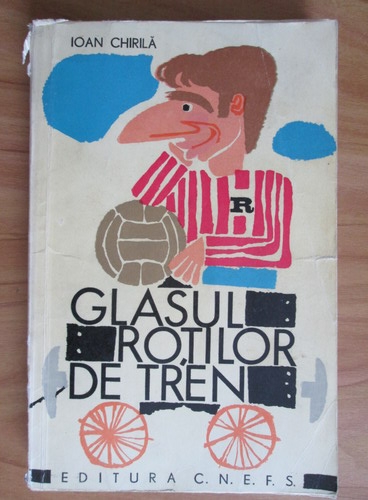 IOAN CHIRILĂ
R
GLASUL
ROȚILOR
DE TREN
EDITURA C.N.E.F.S.